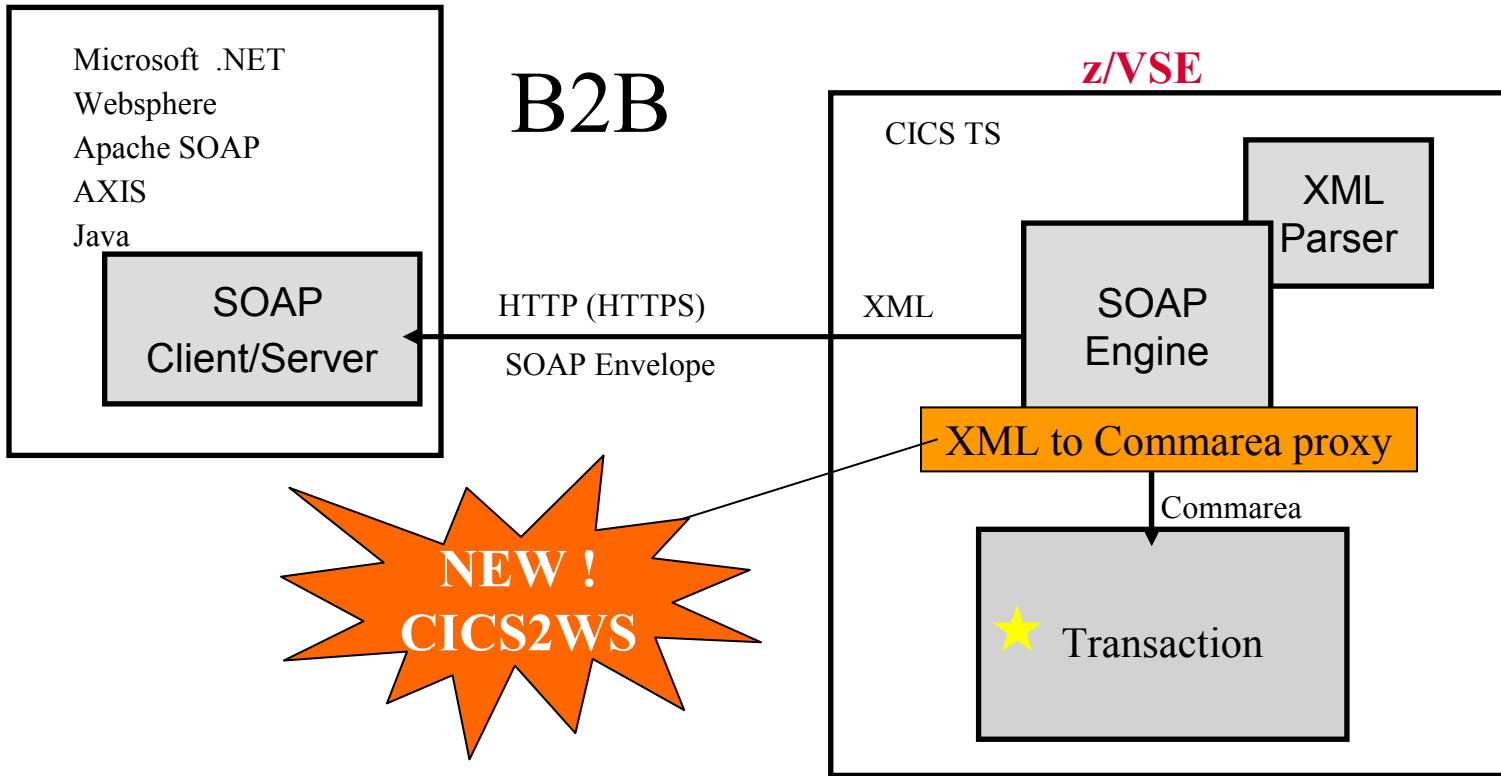 Microsoft .NET
Websphere
Apache SOAP
AXIS
Java
SOAP
Client/Server
B2B
HTTP (HTTPS)
SOAP Envelope
z/VSE
CICS TS
XML
Parser
XML
SOAP
Engine
XML to Commarea proxy
Commarea
NEW !
CICS2WS
Transaction